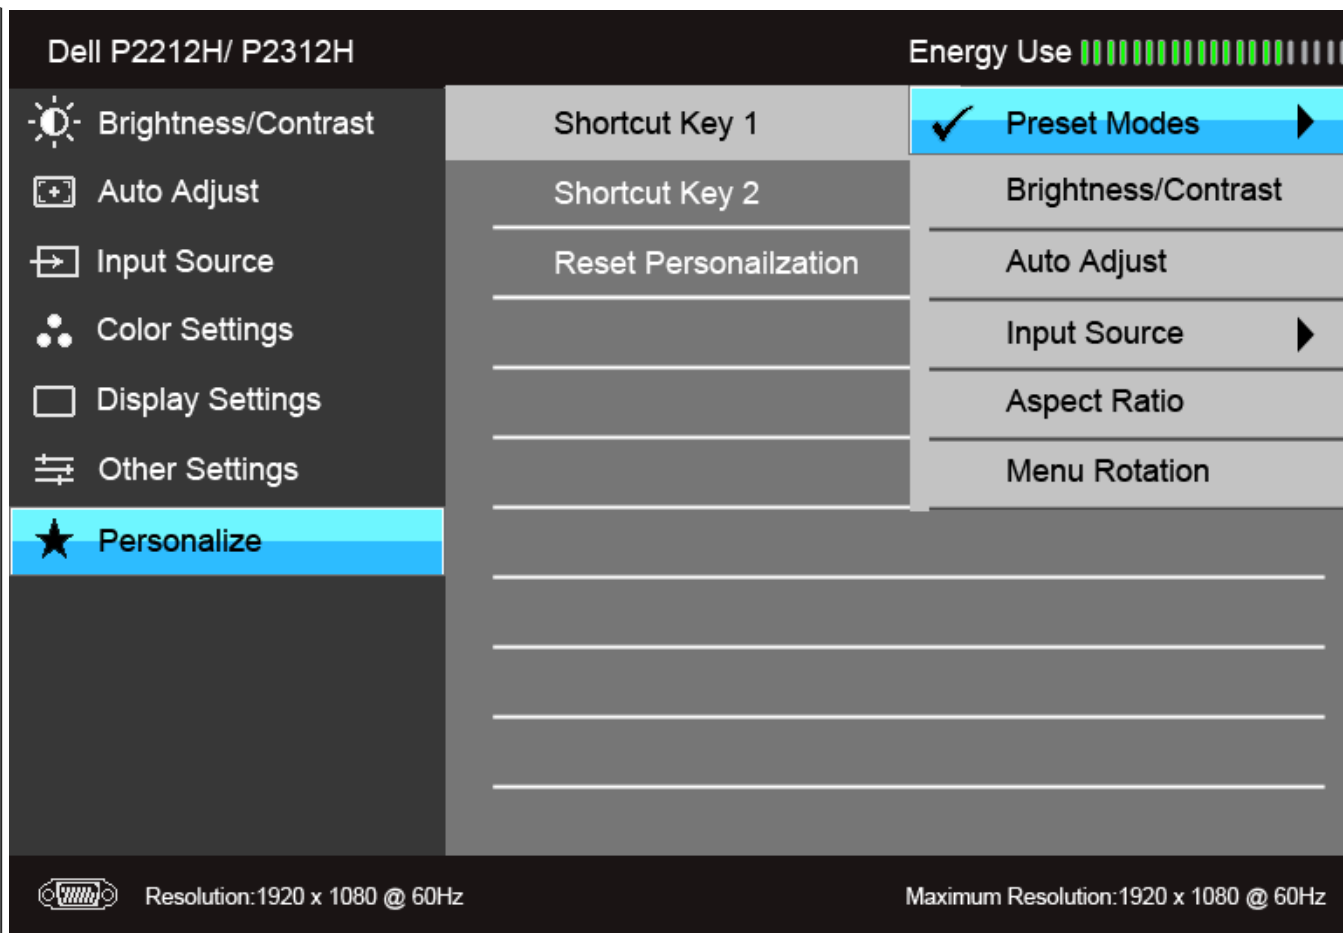 Dell P2212H/ P2312H
Energy Use
Brightness/Contrast
Auto Adjust
Input Source
Color Settings
Display Settings
Other Settings
Personalize
Shortcut Key 1
Shortcut Key 2
Reset Personailzation
Preset Modes
Brightness/Contrast
Auto Adjust
Input Source
Aspect Ratio
Menu Rotation
Resolution:1920 x 1080 @ 60Hz
Maximum Resolution:1920 x 1080 @ 60Hz